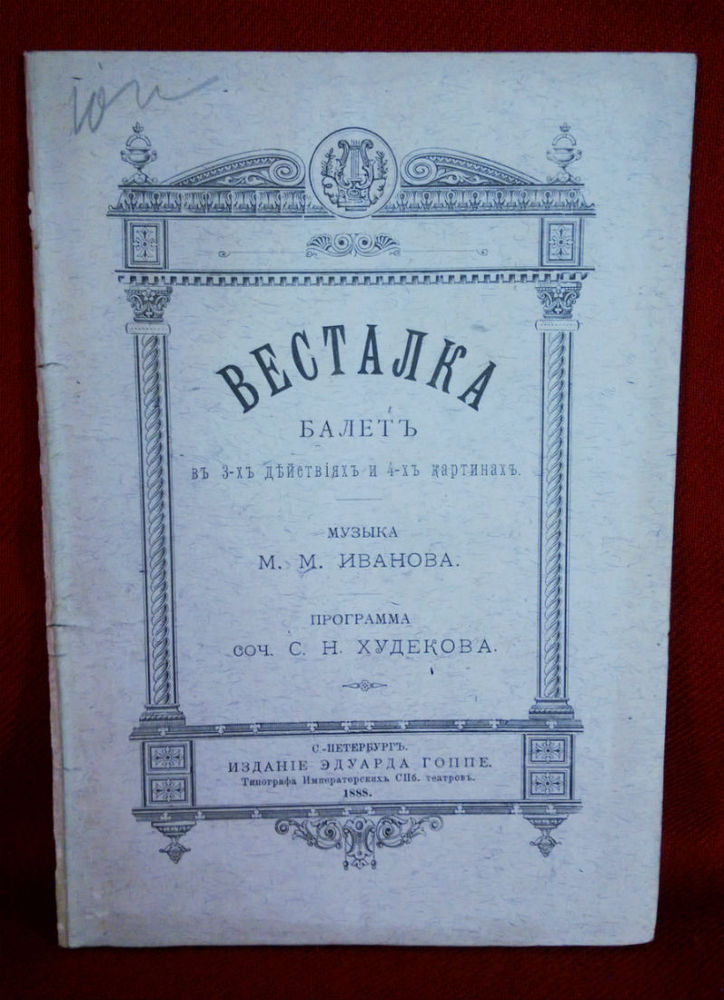 ВЕСТАЛКА
БАЛЕТЪ
въ 3-хъ дѣйствіяхъ и 4-хъ картинахъ.
МУЗЫКА
М. М. ИВАНОВА.
ПРОГРАММА
СОЧ. С. Н. ХУДЕКОВА.
С.-ПЕТЕРБУРГЪ.
ИЗДАНІЕ ЭДУАРДА ГОППЕ.
Типографа Императорскихъ СПб. театровъ.
1888.